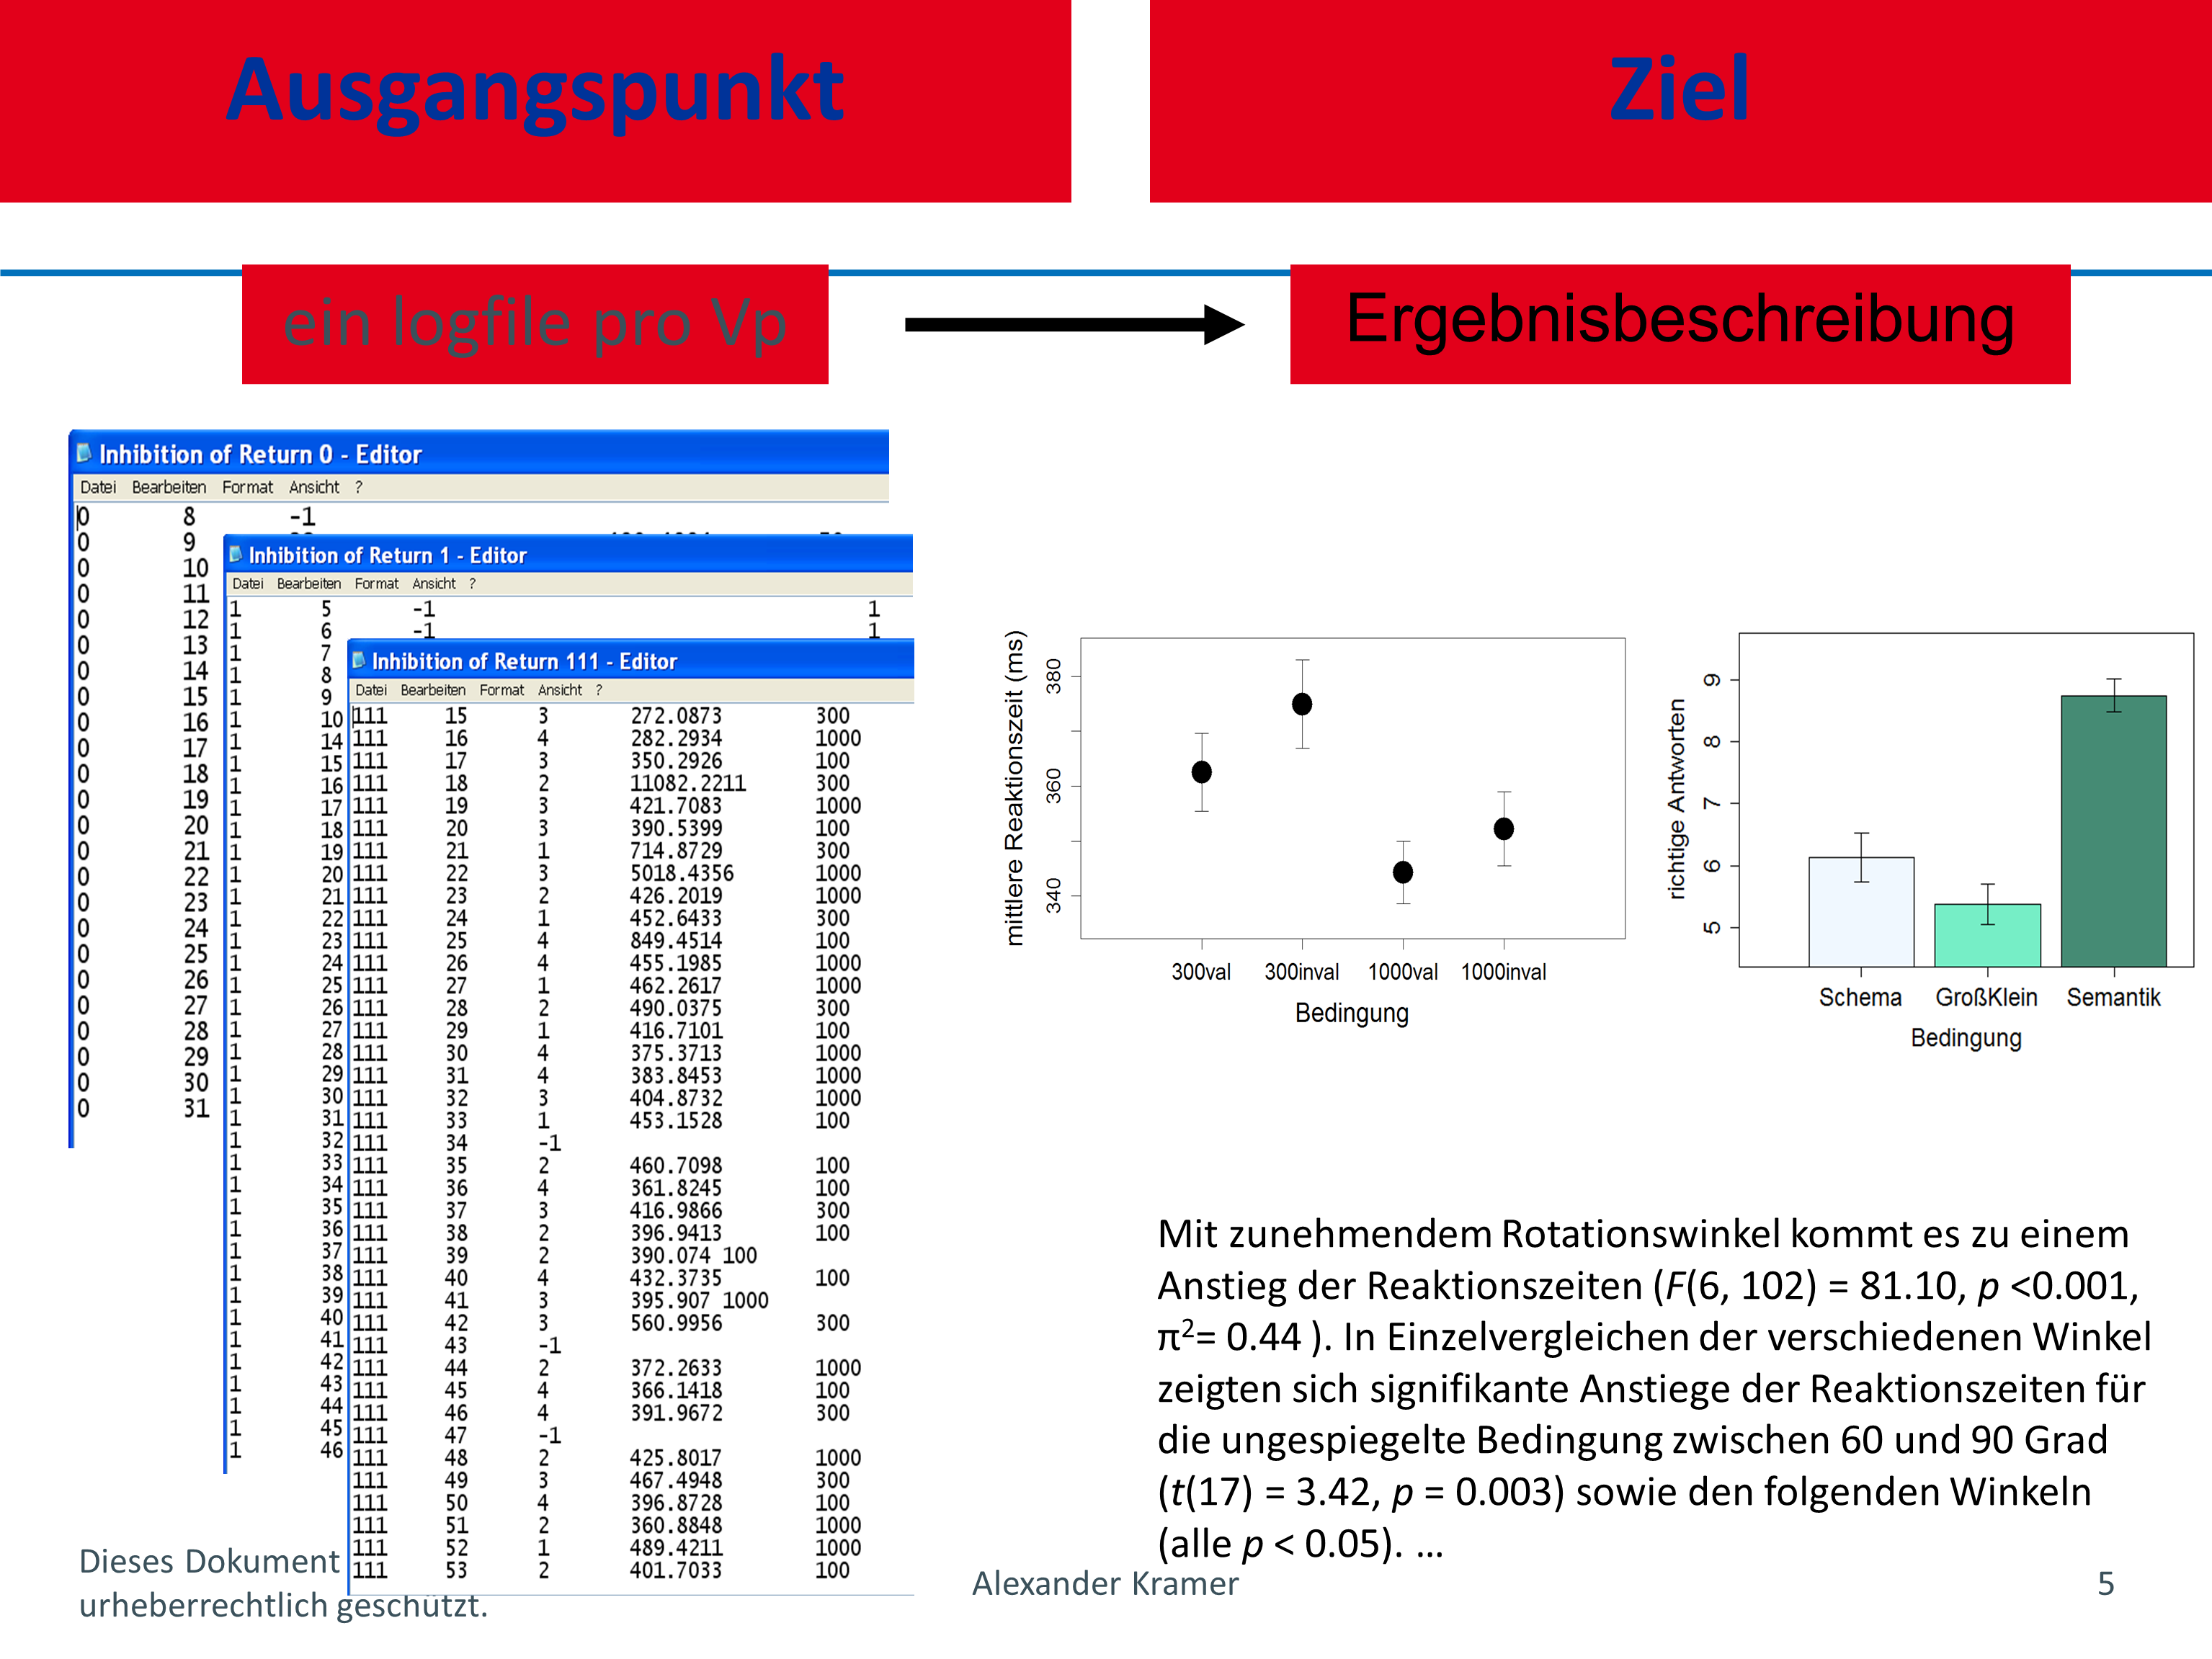 Ausgangspunkt
Ziel
ein logfile pro Vp
Ergebnisbeschreibung
Inhibition of Return 0 - Editor
Datei Bearbeiten Format Ansicht ?
0 8 -1
0 9
0 10
0 11
0 12
0 13
0 14
0 15
0 16
0 17
0 18
0 19
0 20
0 21
0 22
0 23
0 24
0 25
0 26
0 27
0 28
0 29
0 30
0 31
Inhibition of Return 1 - Editor
Datei Bearbeiten Format Ansicht ?
1 5 -1 1
1 6 -1 1
1 7
1 8
1 9
1 10
1 14
1 15
1 16
1 17
1 18
1 19
1 20
1 21
1 22
1 23
1 24
1 25
1 26
1 27
1 28
1 29
1 30
1 31
1 32
1 33
1 34
1 35
1 36
1 37
1 38
1 39
1 40
1 41
1 42
1 43
1 44
1 45
1 46
Inhibition of Return 111 - Editor
Datei Bearbeiten Format Ansicht ?
111 15 3 272.0873 300
111 16 4 282.2934 1000
111 17 3 350.2926 100
111 18 2 11082.2211 300
111 19 3 421.7083 1000
111 20 3 390.5399 100
111 21 1 714.8729 300
111 22 3 5018.4356 1000
111 23 2 426.2019 1000
111 24 1 452.6433 300
111 25 4 849.4514 100
111 26 4 455.1985 1000
111 27 1 462.2617 1000
111 28 2 490.0375 300
111 29 1 416.7101 100
111 30 4 375.3713 1000
111 31 4 383.8453 1000
111 32 3 404.8732 1000
111 33 1 453.1528 100
111 34 -1
111 35 2 460.7098 100
111 36 4 361.8245 100
111 37 3 416.9866 300
111 38 2 396.9413 100
111 39 2 390.074 100
111 40 4 432.3735 100
111 41 3 395.907 1000
111 42 3 560.9956 300
111 43 -1
111 44 2 372.2633 1000
111 45 4 366.1418 100
111 46 4 391.9672 300
111 47 -1
111 48 2 425.8017 1000
111 49 3 467.4948 300
111 50 4 396.8728 100
111 51 2 360.8848 1000
111 52 1 489.4211 1000
111 53 2 401.7033 100
mittlere Reaktionszeit (ms)
380
360
340
300val 300inval 1000val 1000inval
Bedingung
richtige Antworten
9
8
7
6
5
Schema GroßKlein Semantik
Bedingung
Mit zunehmendem Rotationswinkel kommt es zu einem
Anstieg der Reaktionszeiten (F(6, 102) = 81.10, p <0.001,
π²= 0.44 ). In Einzelvergleichen der verschiedenen Winkel
zeigten sich signifikante Anstiege der Reaktionszeiten für
die ungespiegelte Bedingung zwischen 60 und 90 Grad
(t(17) = 3.42, p = 0.003) sowie den folgenden Winkeln
(alle p < 0.05). ...
Dieses Dokument
urheberrechtlich geschützt.
Alexander Kramer
5